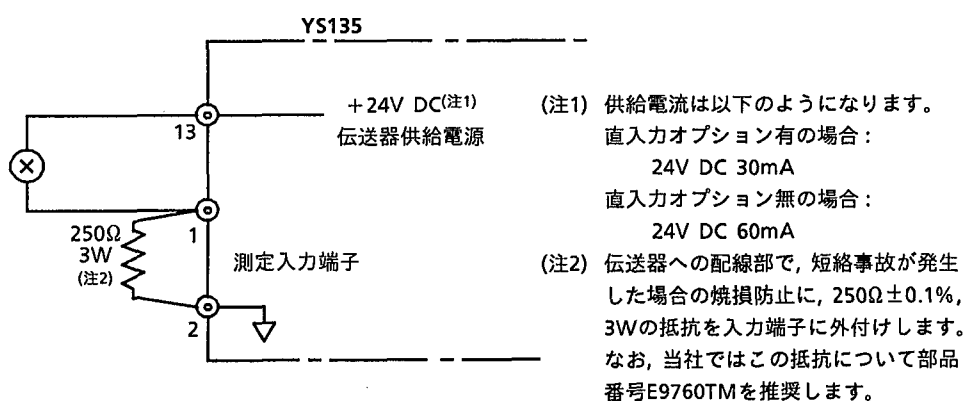 YS135
+24V DC(注1)
伝送器供給電源
13
1
250Ω
3W
(注2)
測定入力端子
2
(注1) 供給電流は以下のようになります。
直入力オプション有の場合:
24V DC 30mA
直入力オプション無の場合:
24V DC 60mA
(注2) 伝送器への配線部で, 短絡事故が発生
した場合の焼損防止に, 250Ω±0.1%,
3Wの抵抗を入力端子に外付けします。
なお, 当社ではこの抵抗について部品
番号E9760TMを推奨します。